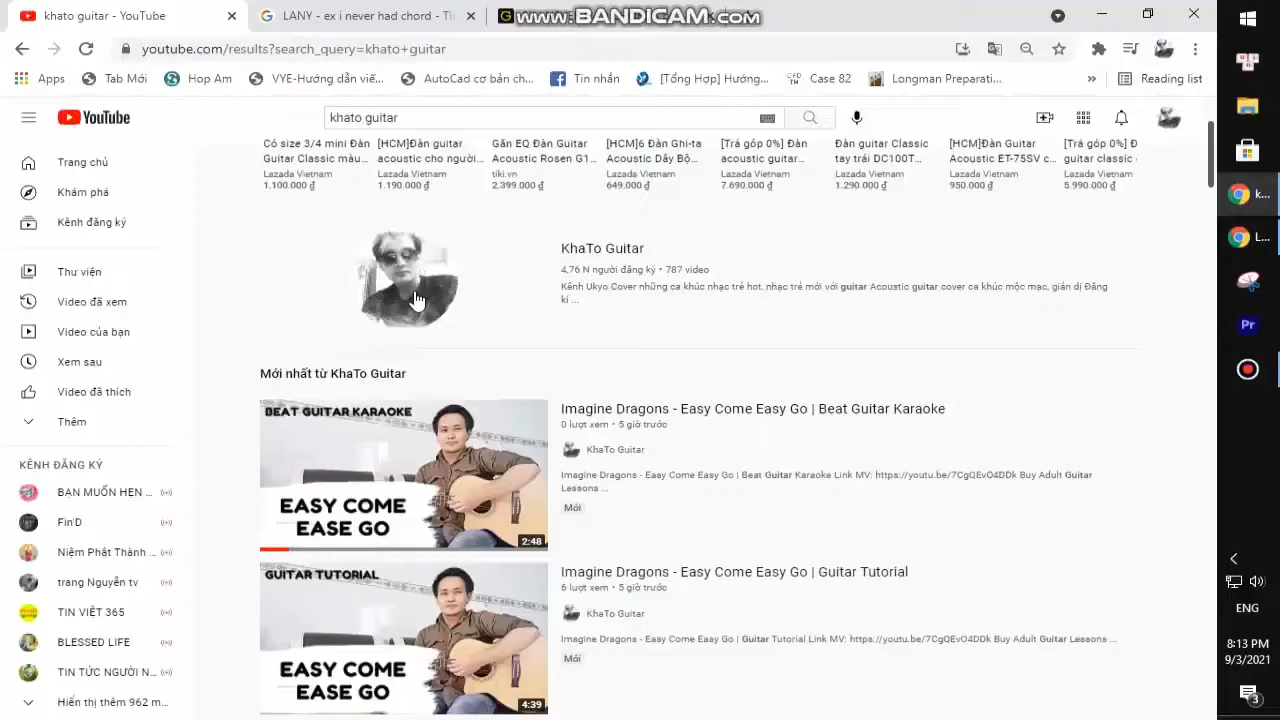 khato guitar - YouTube
LANY - ex i never had chord - Ti
www.BANDICAM.com
youtube.com/results?search_query=khato+guitar
Apps
Tab Mới
Hop Am
VYE-Hướng dẫn viế...
AutoCad cơ bản ch...
Tin nhắn
[Tổng Hợp] Hướng...
Case 82
Longman Preparati...
»
Reading list
YouTube
khato guitar
Có size 3/4 mini Đàn
Guitar Classic màu...
Lazada Vietnam
1.100.000 ₫
[HCM]Đàn guitar
acoustic cho người...
Lazada Vietnam
1.190.000 ₫
Gắn EQ Đàn Guitar
Acoustic Rosen G1...
tiki.vn
2.399.000 ₫
[HCM]6 Đàn Ghi-ta
Acoustic Dây Bộ...
Lazada Vietnam
649.000 ₫
[Trả góp 0%] Đàn
acoustic guitar...
Lazada Vietnam
7.690.000 ₫
Đàn guitar Classic
tay trái DC100T...
Lazada Vietnam
1.290.000 ₫
[HCM]Đàn Guitar
Acoustic ET-75SV c...
Lazada Vietnam
950.000 ₫
[Trả góp 0%] Đà
guitar classic
Lazada Vietnam
5.990.000 ₫
Trang chủ
Khám phá
Kênh đăng ký
Thư viện
Video đã xem
Video của bạn
Xem sau
Video đã thích
Thêm
KÊNH ĐĂNG KÝ
BẠN MUỐN HẸN ...
Fin'D
Niệm Phật Thành ...
trang Nguyễn tv
TIN VIỆT 365
BLESSED LIFE
TIN TỨC NGƯỜI N...
Hiển thị thêm 962 m...
KhaTo Guitar
4,76 N người đăng ký • 787 video
Kênh Ukyo Cover những ca khúc nhạc trẻ hot, nhạc trẻ mới với guitar Acoustic guitar cover ca khúc mộc mạc, giản dị Đăng
kí ...
Mới nhất từ KhaTo Guitar
BEAT GUITAR KARAOKE
EASY COME
EASE GO
2:48
Imagine Dragons - Easy Come Easy Go | Beat Guitar Karaoke
0 lượt xem • 5 giờ trước
KhaTo Guitar
Imagine Dragons - Easy Come Easy Go | Beat Guitar Karaoke Link MV: https://youtu.be/7CgQEvO4DDk Buy Adult Guitar
Lessons ...
Mới
GUITAR TUTORIAL
EASY COME
EASE GO
4:39
Imagine Dragons - Easy Come Easy Go | Guitar Tutorial
6 lượt xem • 5 giờ trước
KhaTo Guitar
Imagine Dragons - Easy Come Easy Go | Guitar Tutorial Link MV: https://youtu.be/7CgQEvO4DDk Buy Adult Guitar Lessons ...
Mới
k...
L...
Pr
ENG
8:13 PM
9/3/2021
3